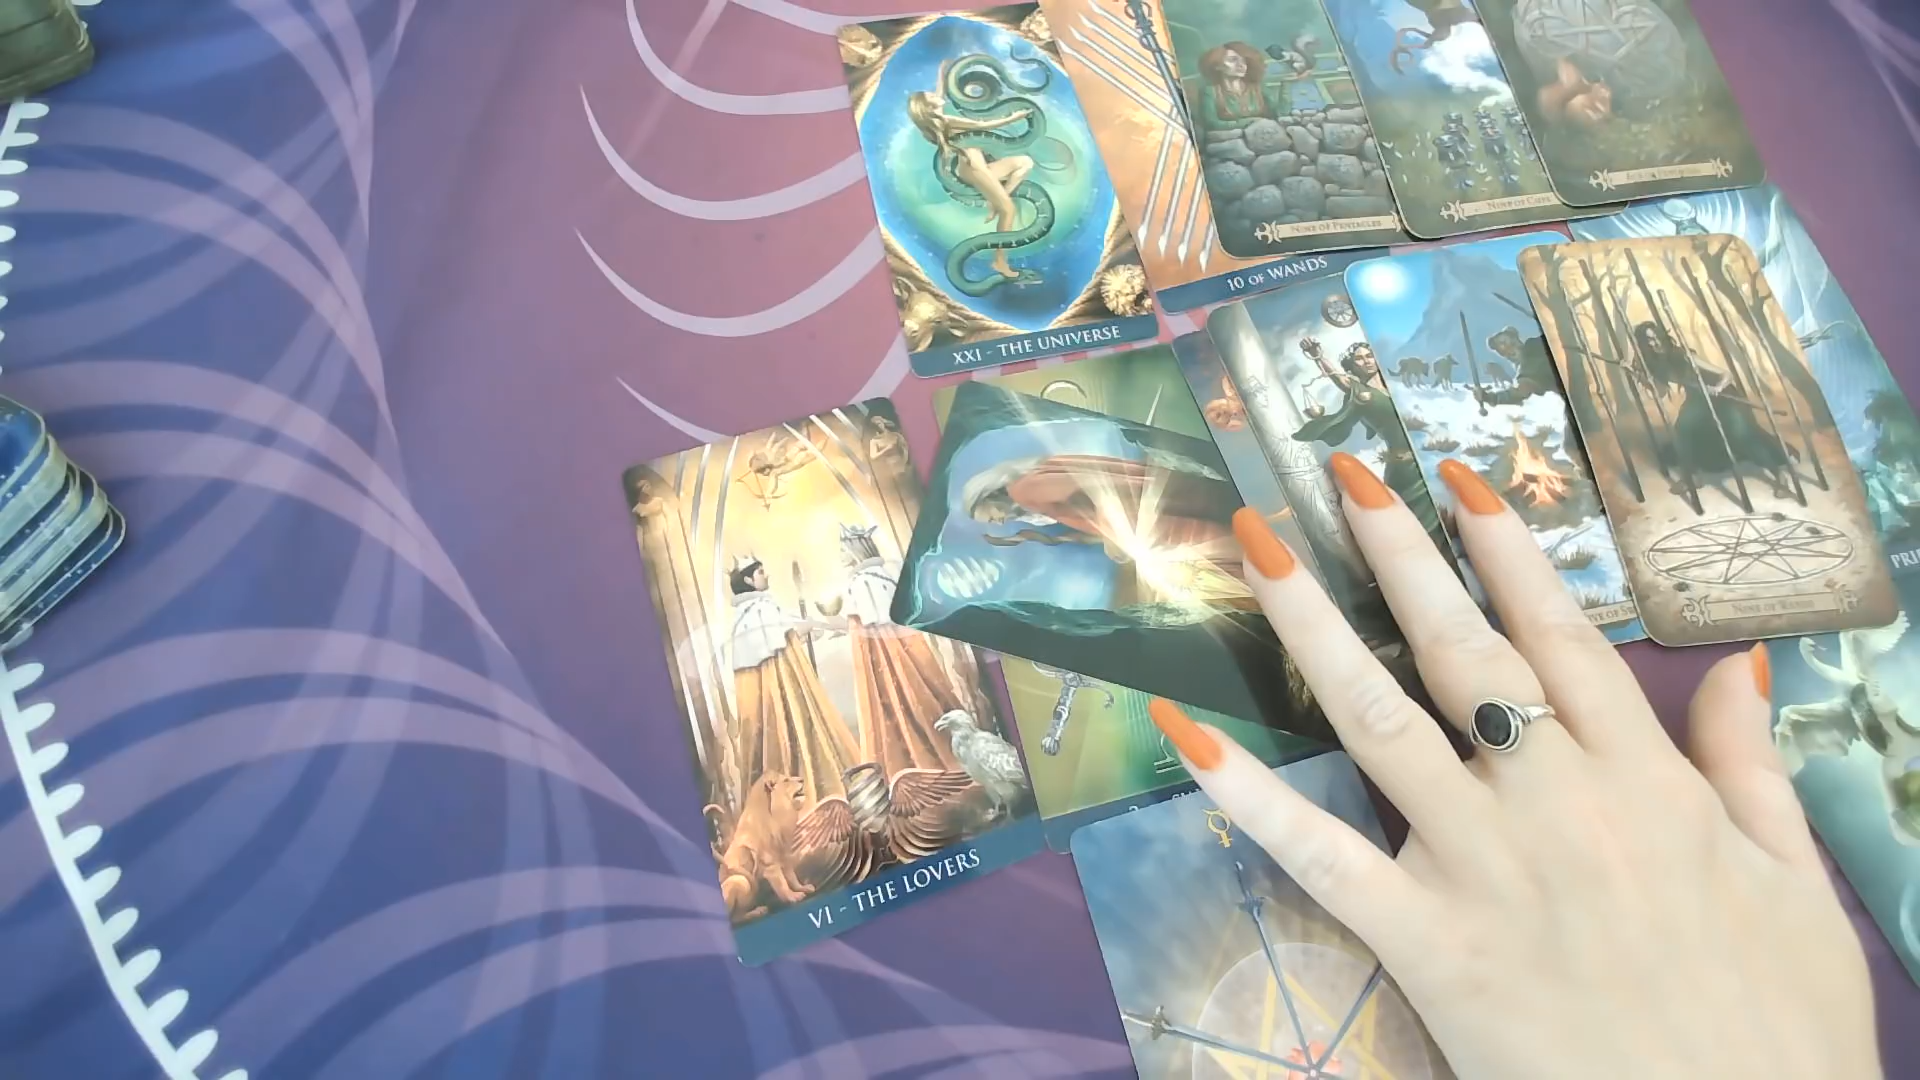 NINE OF PENTACLES
NINE OF CUPS
10 OF WANDS
XXI - THE UNIVERSE
NINE OF WANDS
VI - THE LOVERS